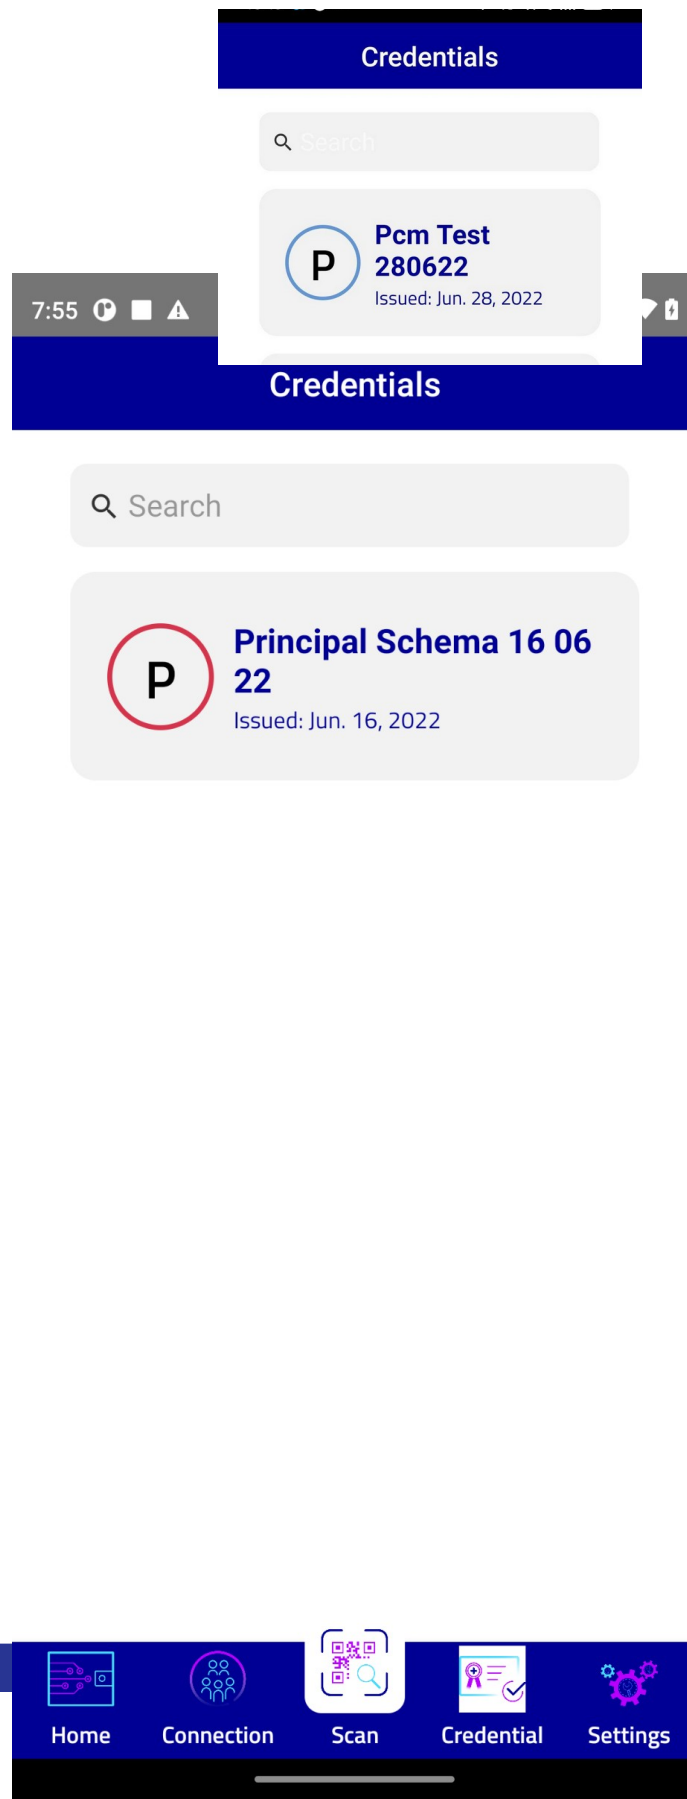 Credentials
Search
P
Pcm Test
280622
Issued: Jun. 28, 2022
7:55
Credentials
Search
P
Principal Schema 16 06
22
Issued: Jun. 16, 2022
Home
Connection
Scan
Credential
Settings